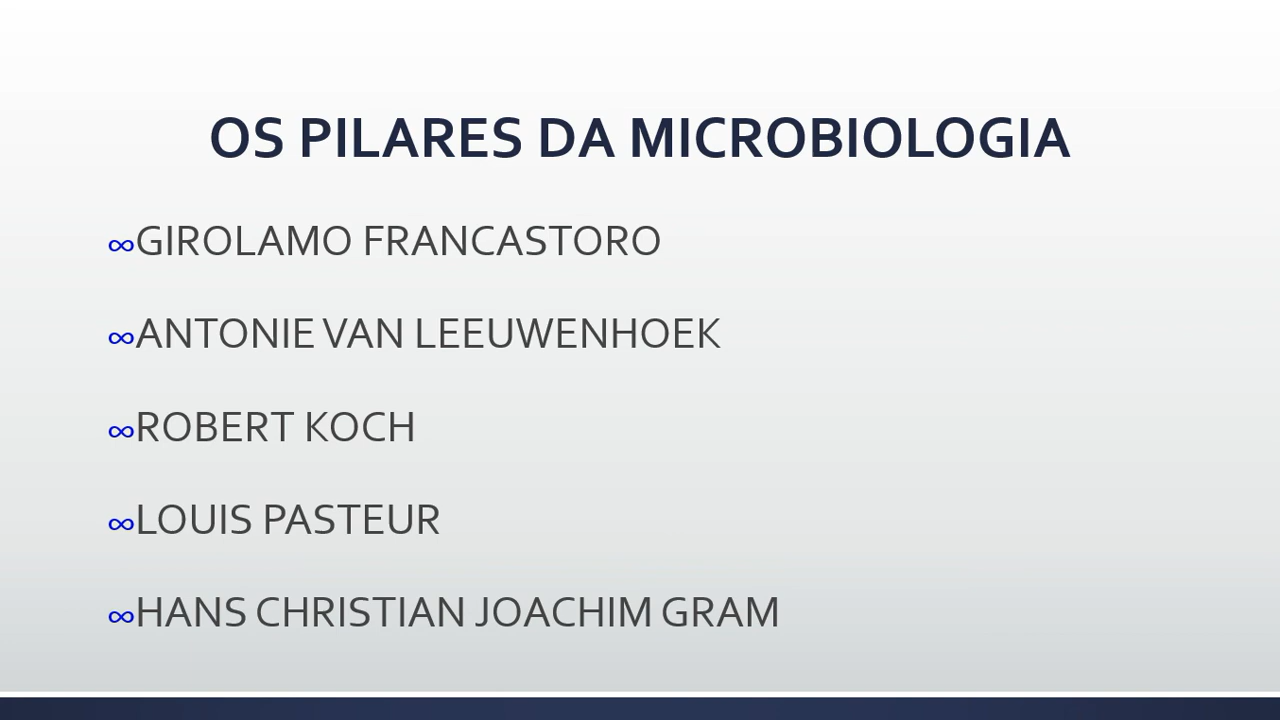 OS PILARES DA MICROBIOLOGIA
∞GIROLAMO FRANCASTORO
∞ANTONIE VAN LEEUWENHOEK
∞ROBERT KOCH
∞LOUIS PASTEUR
∞HANS CHRISTIAN JOACHIM GRAM